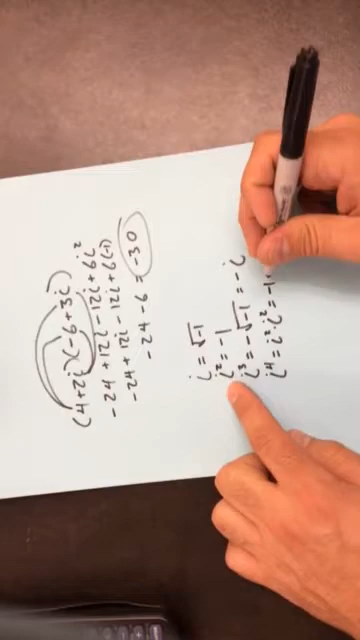 (4+2i)(-6+3i)
-24+12i-12i+6i²
-24+12i-12i+6(-1)
-24-6=-30
i=√-1
i²=-1
i³=-√-1=-i
i⁴=i²·i²=-1·